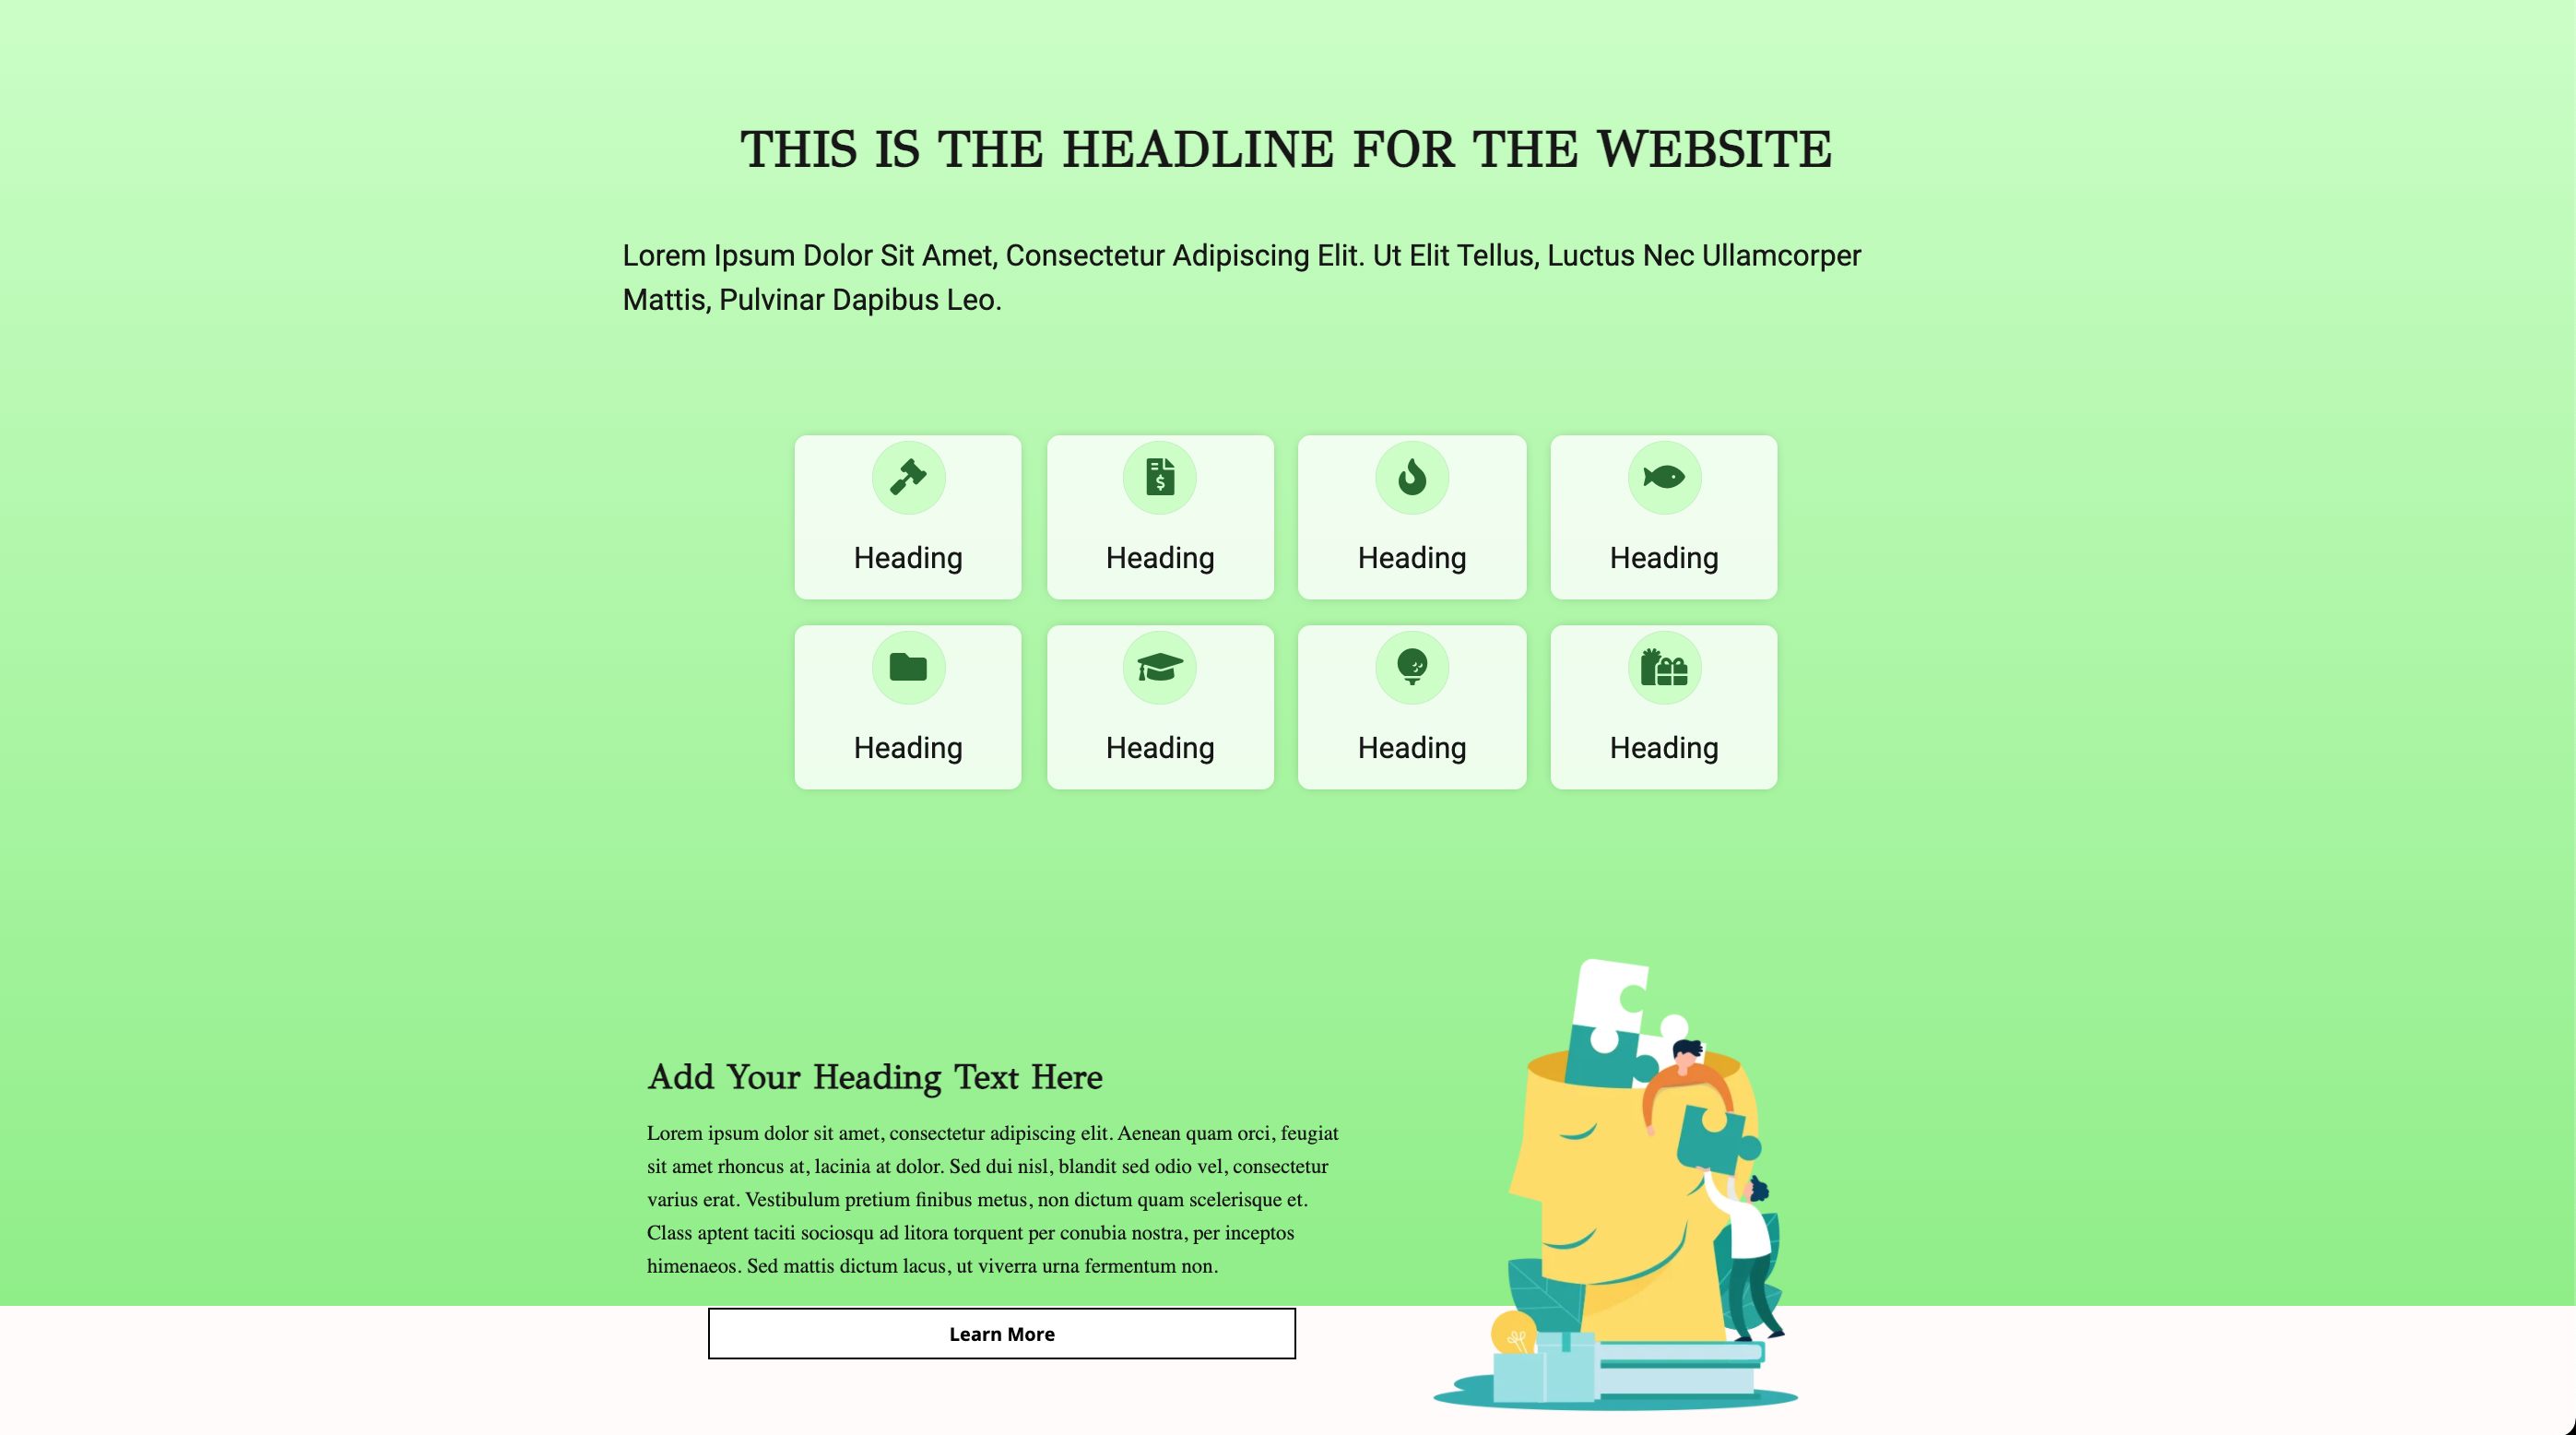 THIS IS THE HEADLINE FOR THE WEBSITE
Lorem Ipsum Dolor Sit Amet, Consectetur Adipiscing Elit. Ut Elit Tellus, Luctus Nec Ullamcorper
Mattis, Pulvinar Dapibus Leo.
$
Heading
Heading
Heading
Heading
Heading
Heading
Heading
Heading
Add Your Heading Text Here
Lorem ipsum dolor sit amet, consectetur adipiscing elit. Aenean quam orci, feugiat
sit amet rhoncus at, lacinia at dolor. Sed dui nisl, blandit sed odio vel, consectetur
varius erat. Vestibulum pretium finibus metus, non dictum quam scelerisque et.
Class aptent taciti sociosqu ad litora torquent per conubia nostra, per inceptos
himenaeos. Sed mattis dictum lacus, ut viverra urna fermentum non.
Learn More